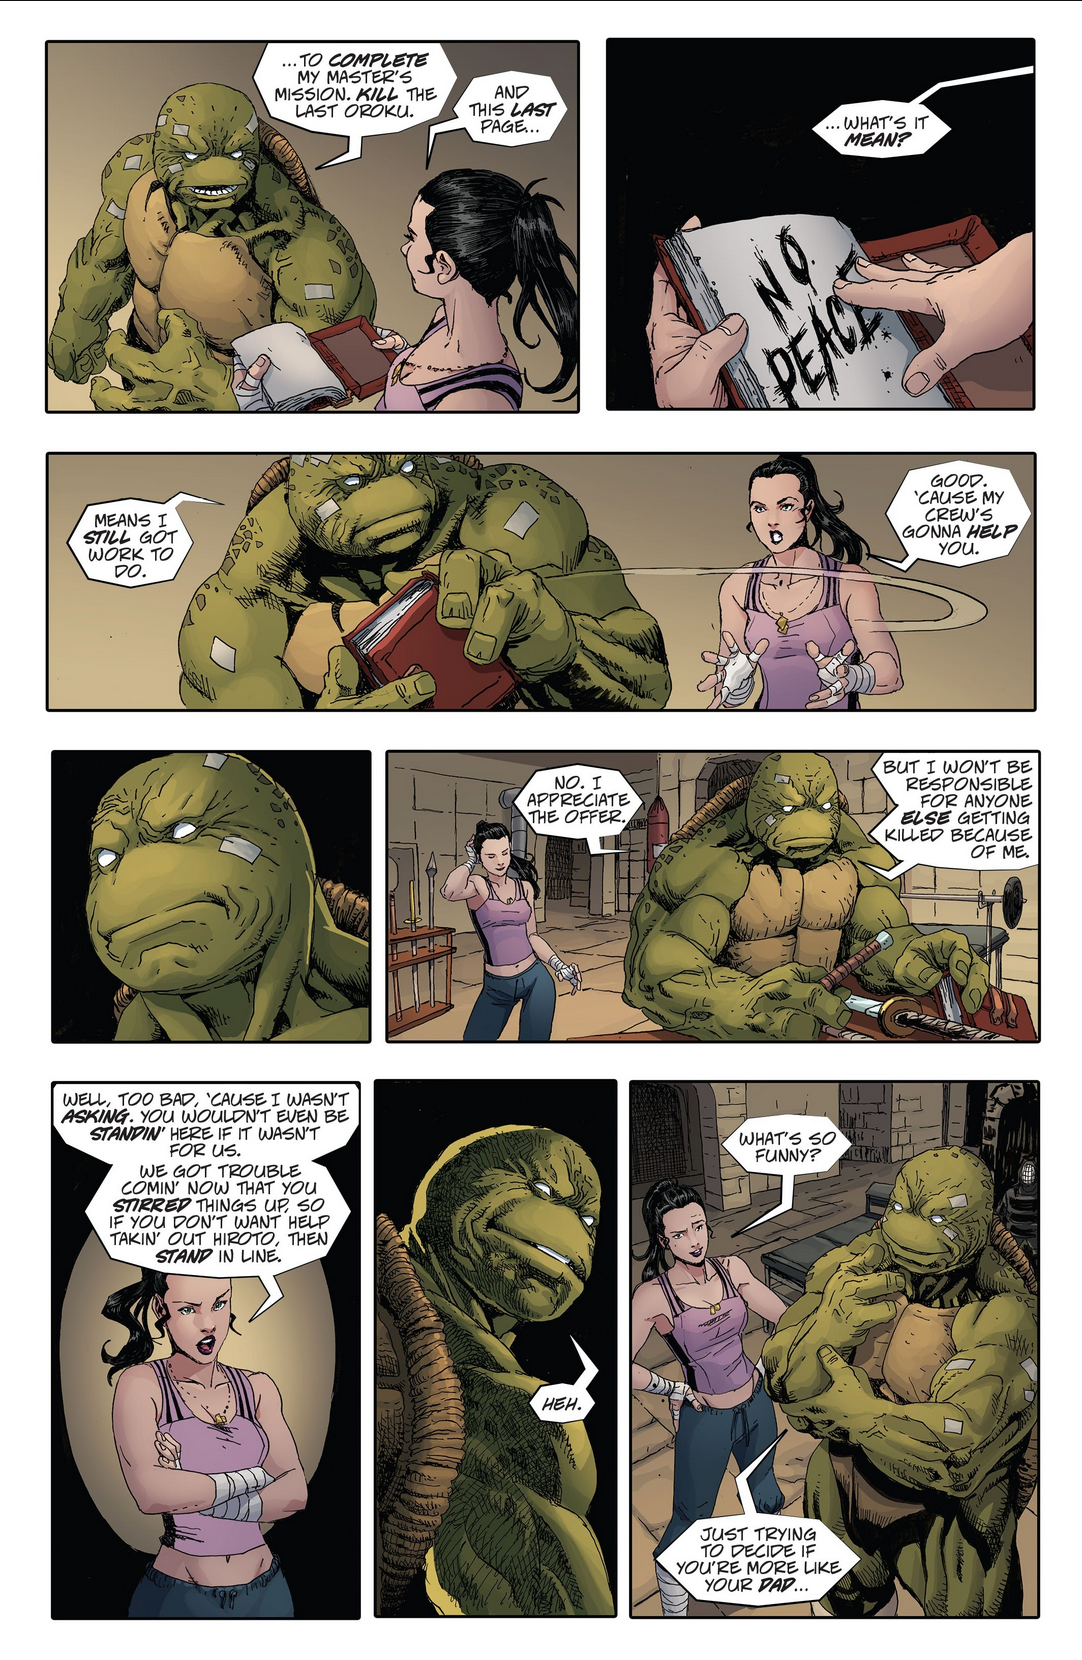 ...TO COMPLETE
MY MASTER'S
MISSION. KILL THE
LAST OROKU.
AND
THIS LAST
PAGE...
...WHAT'S IT
MEAN?
NO.
PEACE
MEANS I
STILL GOT
WORK TO
DO.
GOOD.
'CAUSE MY
CREW'S
GONNA HELP
YOU.
NO. I
APPRECIATE
THE OFFER.
BUT I WON'T BE
RESPONSIBLE
FOR ANYONE
ELSE GETTING
KILLED BECAUSE
OF ME.
WELL, TOO BAD, 'CAUSE I WASN'T
ASKING. YOU WOULDN'T EVEN BE
STANDIN' HERE IF IT WASN'T
FOR US.
WE GOT TROUBLE
COMIN' NOW THAT YOU
STIRRED THINGS UP, SO
IF YOU DON'T WANT HELP
TAKIN' OUT HIROTO, THEN
STAND IN LINE.
HEH.
WHAT'S SO
FUNNY?
JUST TRYING
TO DECIDE IF
YOU'RE MORE LIKE
YOUR DAD...